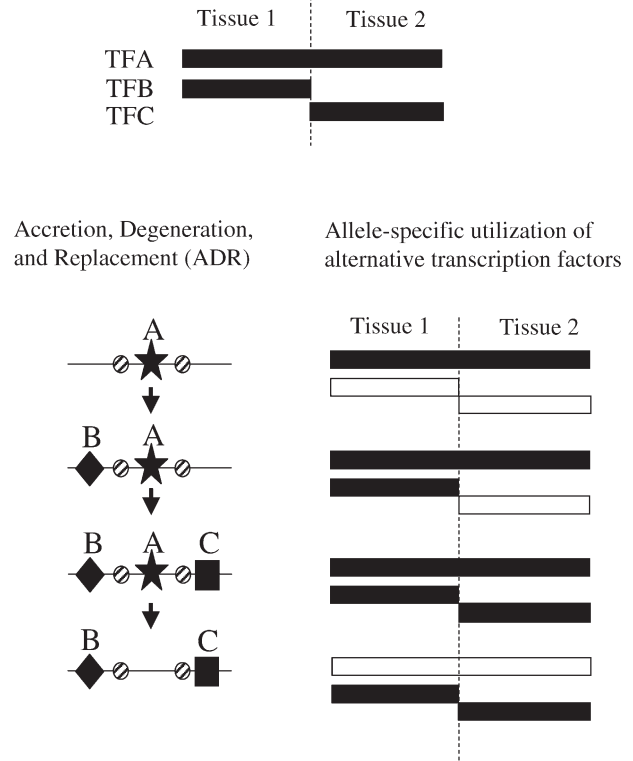 Tissue 1 Tissue 2
TFA
TFB
TFC
Accretion, Degeneration,
and Replacement (ADR)
Allele-specific utilization of
alternative transcription factors
Tissue 1 Tissue 2
A
B A
B A C
B C